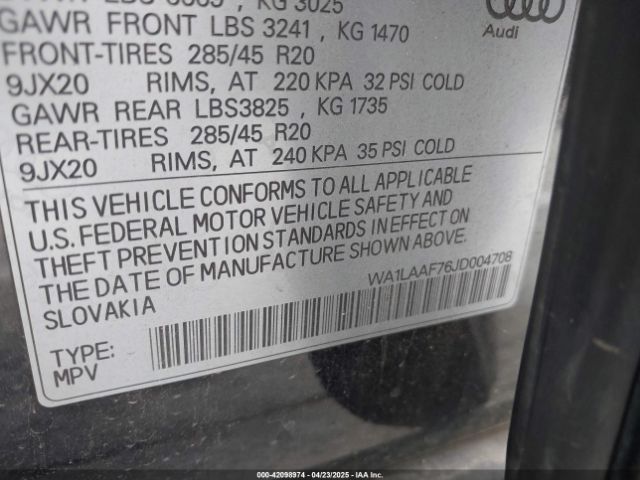 KG 3025
GAWR FRONT LBS 3241, KG 1470
FRONT-TIRES 285/45 R20
9JX20 RIMS, AT 220 KPA 32 PSI COLD
GAWR REAR LBS3825, KG 1735
REAR-TIRES 285/45 R20
9JX20 RIMS, AT 240 KPA 35 PSI COLD
Audi
THIS VEHICLE CONFORMS TO ALL APPLICABLE
U.S. FEDERAL MOTOR VEHICLE SAFETY AND
THEFT PREVENTION STANDARDS IN EFFECT ON
THE DATE OF MANUFACTURE SHOWN ABOVE.
SLOVAKIA
WA1LAAF76JD004708
TYPE:
MPV
000-42098974 | 04/23/2025 | IAA Inc.